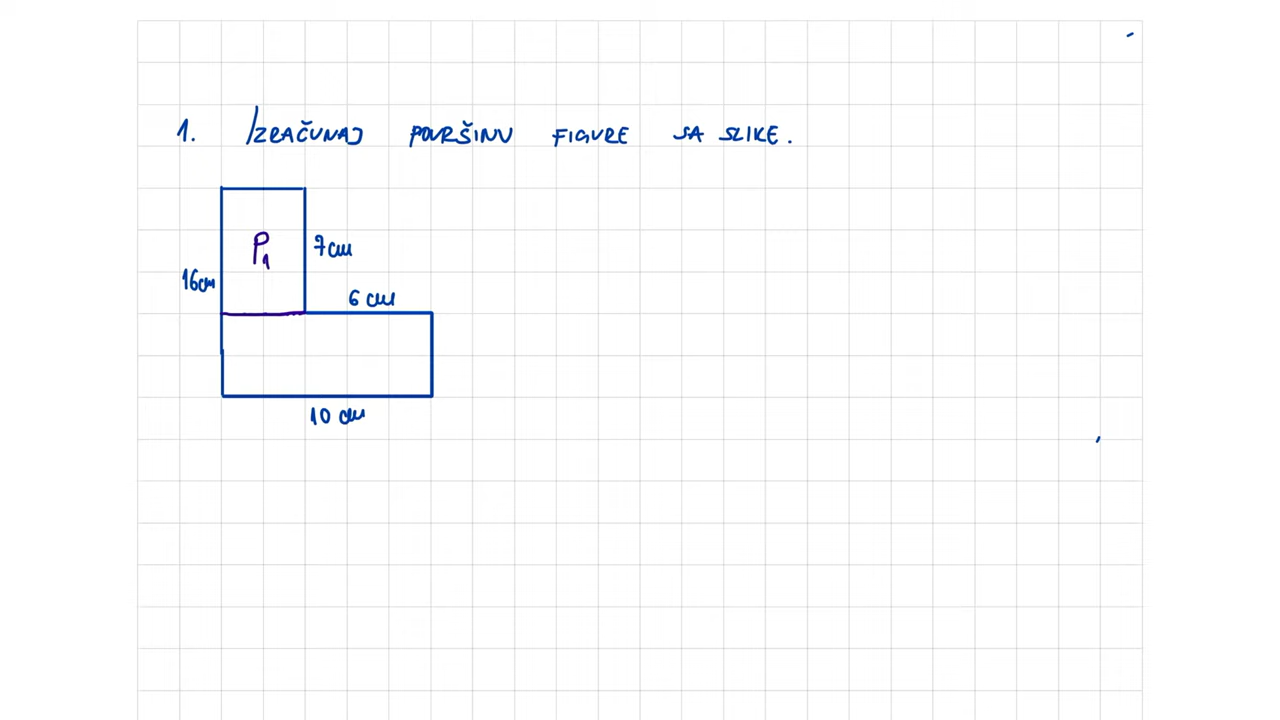 1. IZRAČUNAJ POVRŠINU FIGURE SA SLIKE.
P₁
7cm
16cm
6 cm
10 cm